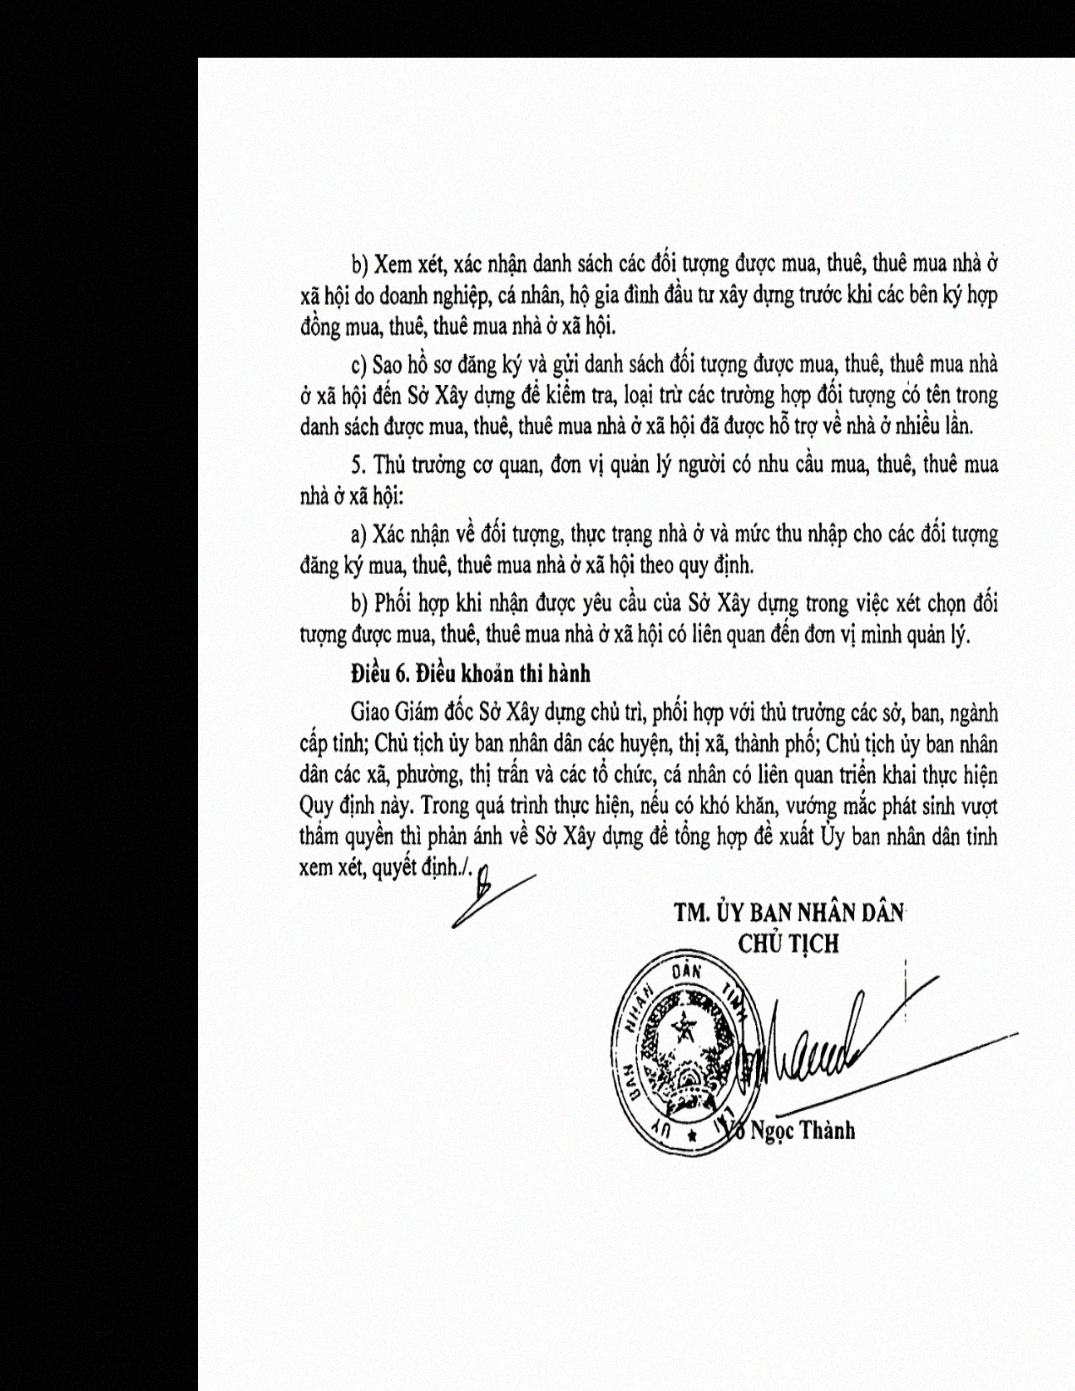 b) Xem xét, xác nhận danh sách các đối tượng được mua, thuê, thuê mua nhà ở
xã hội do doanh nghiệp, cá nhân, hộ gia đình đầu tư xây dựng trước khi các bên ký hợp
đồng mua, thuê, thuê mua nhà ở xã hội.
c) Sao hồ sơ đăng ký và gửi danh sách đối tượng được mua, thuê, thuê mua nhà
ở xã hội đến Sở Xây dựng để kiểm tra, loại trừ các trường hợp đối tượng có tên trong
danh sách được mua, thuê, thuê mua nhà ở xã hội đã được hỗ trợ về nhà ở nhiều lần.
5. Thủ trưởng cơ quan, đơn vị quản lý người có nhu cầu mua, thuê, thuê mua
nhà ở xã hội:
a) Xác nhận về đối tượng, thực trạng nhà ở và mức thu nhập cho các đối tượng
đăng ký mua, thuê, thuê mua nhà ở xã hội theo quy định.
b) Phối hợp khi nhận được yêu cầu của Sở Xây dựng trong việc xét chọn đối
tượng được mua, thuê, thuê mua nhà ở xã hội có liên quan đến đơn vị mình quản lý.
Điều 6. Điều khoản thi hành
Giao Giám đốc Sở Xây dựng chủ trì, phối hợp với thủ trưởng các sở, ban, ngành
cấp tỉnh; Chủ tịch ủy ban nhân dân các huyện, thị xã, thành phố; Chủ tịch ủy ban nhân
dân các xã, phường, thị trấn và các tổ chức, cá nhân có liên quan triển khai thực hiện
Quy định này. Trong quá trình thực hiện, nếu có khó khăn, vướng mắc phát sinh vượt
thẩm quyền thì phản ánh về Sở Xây dựng để tổng hợp đề xuất Ủy ban nhân dân tỉnh
xem xét, quyết định./.
TM. ỦY BAN NHÂN DÂN
CHỦ TỊCH
ỦY BAN NHÂN DÂN TỈNH
LAI
Võ Ngọc Thành